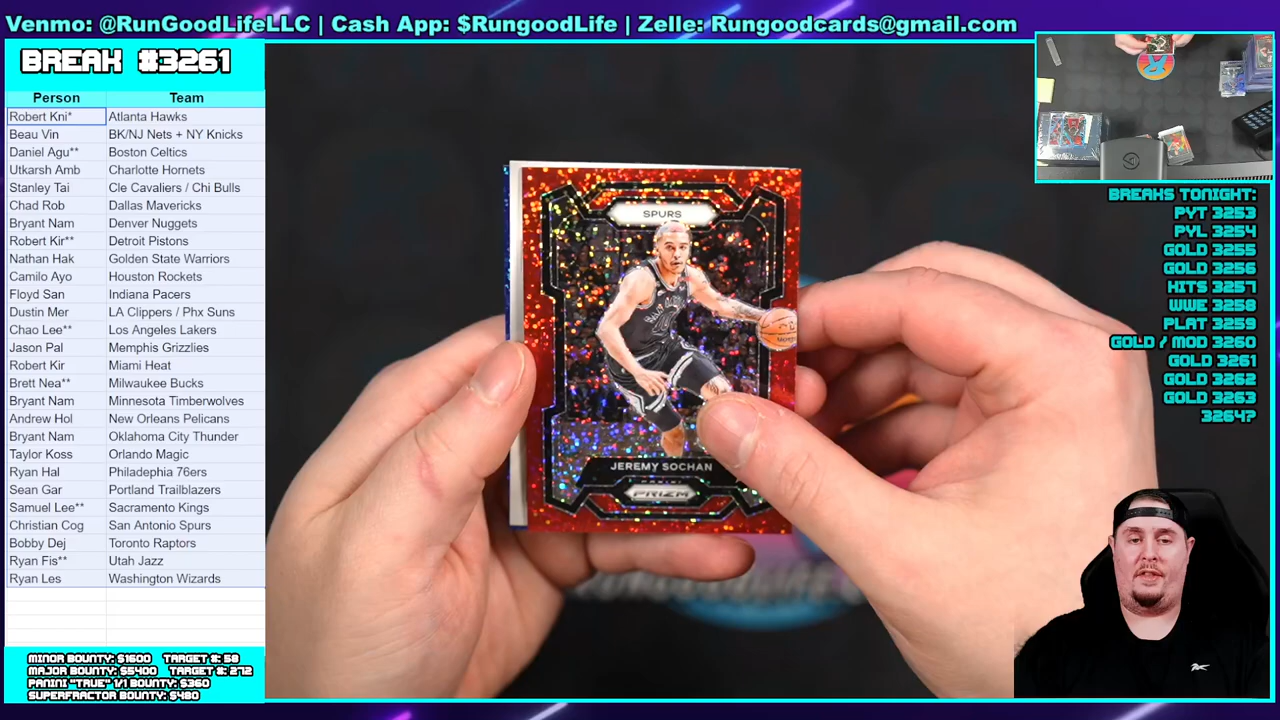 Venmo: @RunGoodLifeLLC | Cash App: $RungoodLife | Zelle: Rungoodcards@gmail.com
BREAK #3261
Person Team
Robert Kni* Atlanta Hawks
Beau Vin BK/NJ Nets + NY Knicks
Daniel Agu** Boston Celtics
Utkarsh Amb Charlotte Hornets
Stanley Tai Cle Cavaliers / Chi Bulls
Chad Rob Dallas Mavericks
Bryant Nam Denver Nuggets
Robert Kir** Detroit Pistons
Nathan Hak Golden State Warriors
Camilo Ayo Houston Rockets
Floyd San Indiana Pacers
Dustin Mer LA Clippers / Phx Suns
Chao Lee** Los Angeles Lakers
Jason Pal Memphis Grizzlies
Robert Kir Miami Heat
Brett Nea** Milwaukee Bucks
Bryant Nam Minnesota Timberwolves
Andrew Hol New Orleans Pelicans
Bryant Nam Oklahoma City Thunder
Taylor Koss Orlando Magic
Ryan Hal Philadephia 76ers
Sean Gar Portland Trailblazers
Samuel Lee** Sacramento Kings
Christian Cog San Antonio Spurs
Bobby Dej Toronto Raptors
Ryan Fis** Utah Jazz
Ryan Les Washington Wizards
MINOR BOUNTY: $1600 TARGET #: 58
MAJOR BOUNTY: $5400 TARGET #: 272
PANINI "TRUE" 1/1 BOUNTY: $360
SUPERFRACTOR BOUNTY: $480
SPURS
JEREMY SOCHAN
PANINI
PRIZM
BREAKS TONIGHT:
PYT 3253
PYL 3254
GOLD 3255
GOLD 3256
HITS 3257
WWE 3258
PLAT 3259
GOLD / MOD 3260
GOLD 3261
GOLD 3262
GOLD 3263
3264?